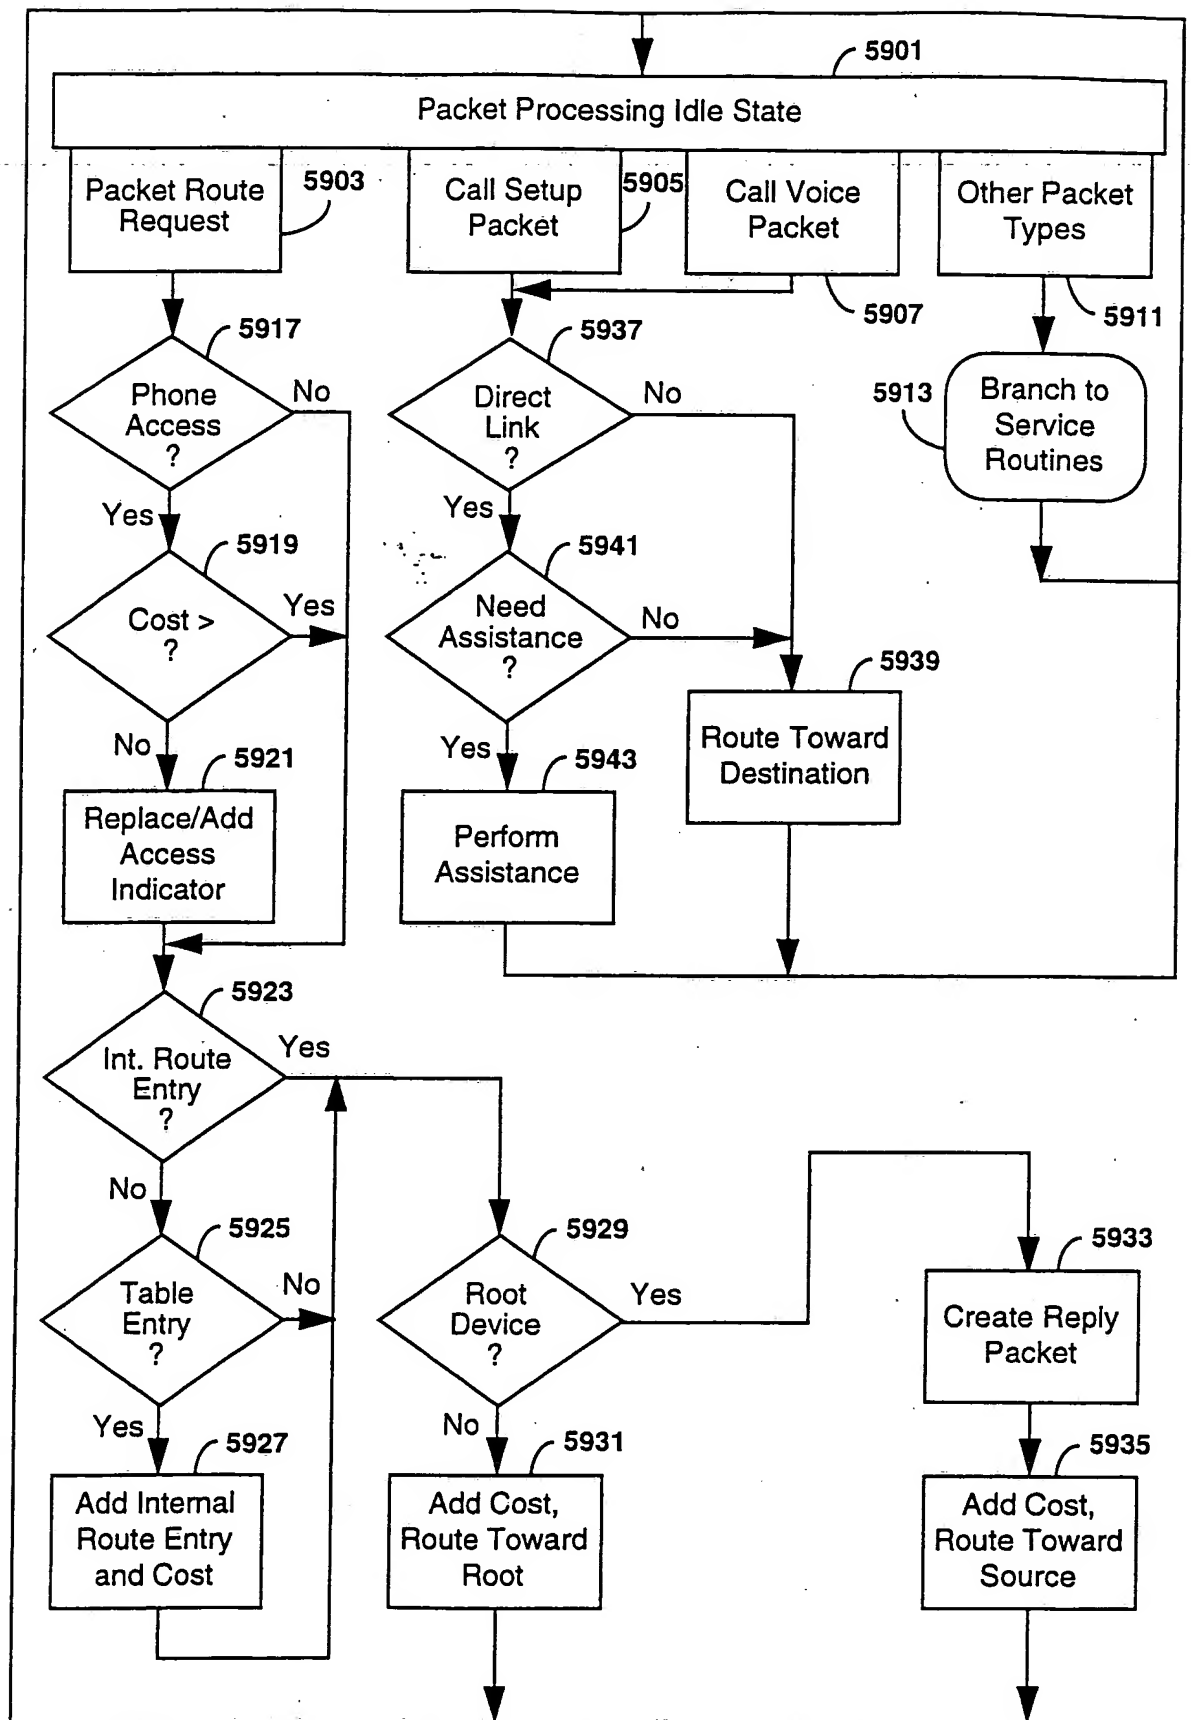 5901
Packet Processing Idle State
Packet Route
Request
5903
Call Setup
Packet
5905
Call Voice
Packet
5907
Other Packet
Types
5911
5917
Phone
Access
?
No
Yes
5937
Direct
Link
?
No
Yes
5913
Branch to
Service
Routines
5919
Cost >
?
Yes
No
5941
Need
Assistance
?
No
Yes
5939
Route Toward
Destination
5921
Replace/Add
Access
Indicator
5943
Perform
Assistance
5923
Int. Route
Entry
?
Yes
No
5925
Table
Entry
?
No
Yes
5929
Root
Device
?
Yes
No
5933
Create Reply
Packet
5927
Add Internal
Route Entry
and Cost
5931
Add Cost,
Route Toward
Root
5935
Add Cost,
Route Toward
Source